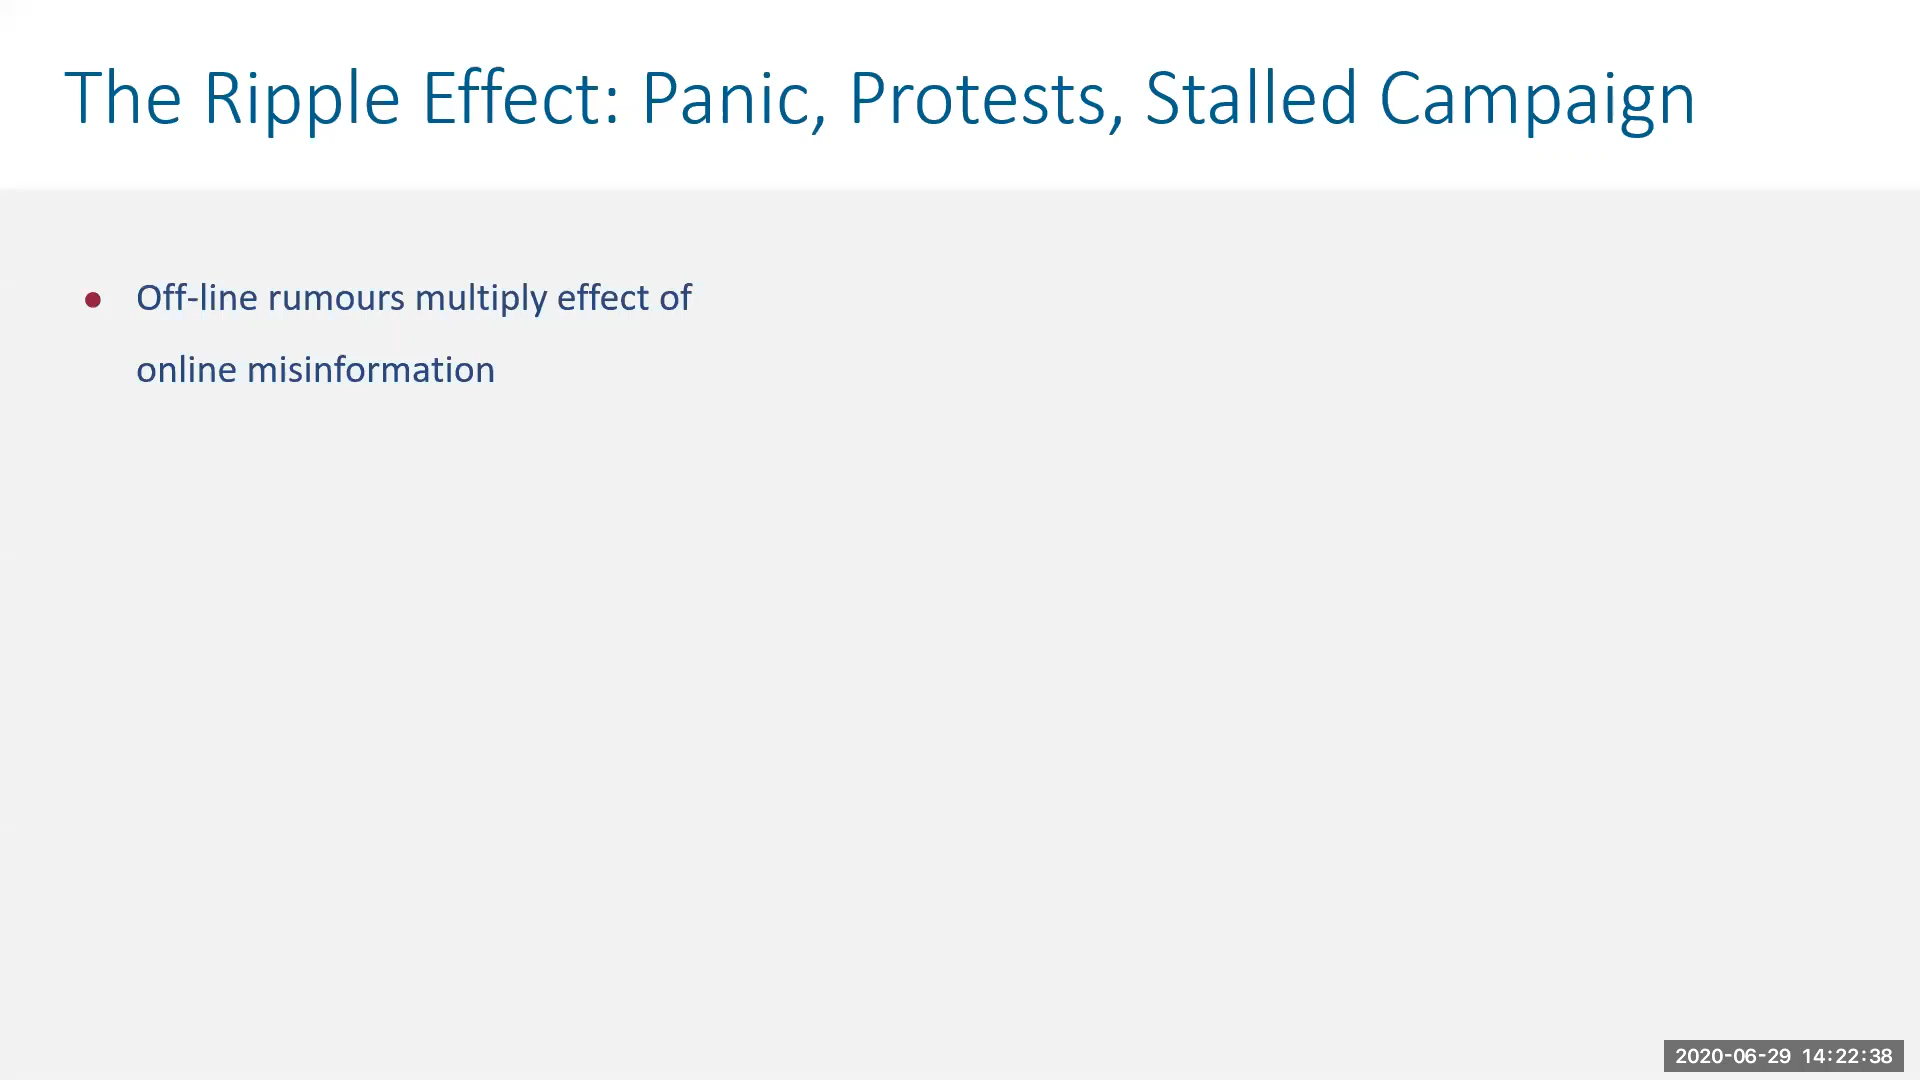 The Ripple Effect: Panic, Protests, Stalled Campaign
● Off-line rumours multiply effect of
online misinformation
2020-06-29 14:22:38